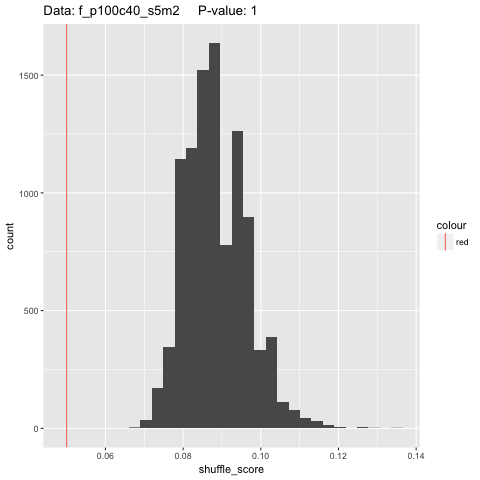 Data: f_p100c40_s5m2 P-value: 1
1500
1000
500
0
count
0.06 0.08 0.10 0.12 0.14
shuffle_score
colour
red